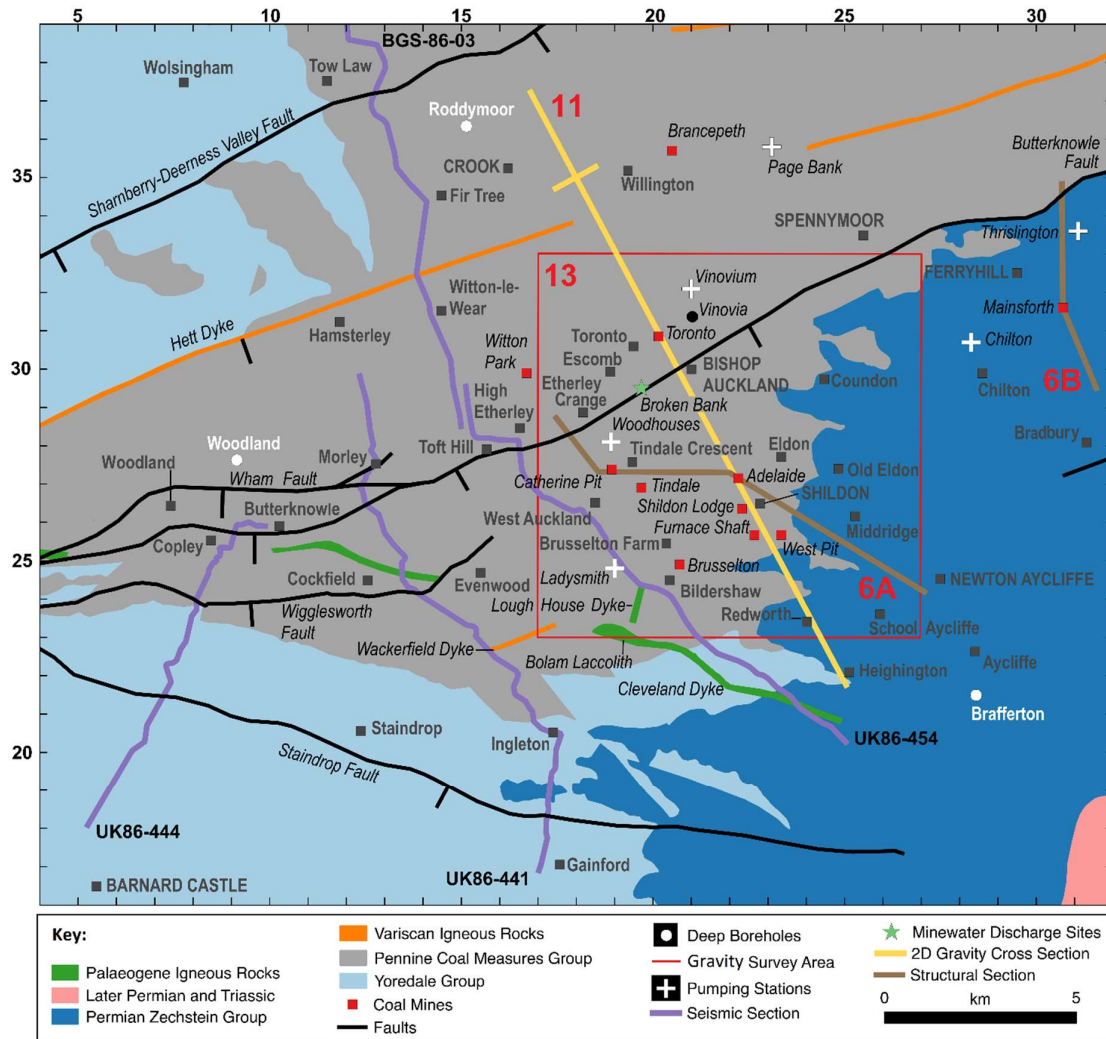 5 10 15 20 25 30
BGS-86-03
Wolsingham
Tow Law
Sharnberry-Deerness Valley Fault
Roddymoor
11
Brancepeth
Page Bank
Butterknowle
Fault
35
CROOK
Willington
Fir Tree
SPENNYMOOR
Thrislington
13
Vinovium
FERRYHILL
Witton-le-
Wear
Vinovia
Mainsforth
Hett Dyke
Hamsterley
Toronto
Toronto
Chilton
30
Witton
Park
Escomb
BISHOP
AUCKLAND
Coundon
Chilton
6B
High
Etherley
Etherley
Crange
Broken Bank
Woodhouses
Bradbury
Woodland
Toft Hill
Tindale Crescent
Eldon
Woodland
Morley
Wham Fault
Catherine Pit
Adelaide
Old Eldon
Tindale
SHILDON
Butterknowle
West Auckland
Shildon Lodge
Middridge
Copley
Furnace Shaft
25
Brusselton Farm
West Pit
Cockfield
Evenwood
Ladysmith
Brusselton
6A
NEWTON AYCLIFFE
Lough House Dyke
Bildershaw
Wigglesworth
Fault
Redworth
School Aycliffe
Wackerfield Dyke
Bolam Laccolith
Heighington
Aycliffe
Cleveland Dyke
Brafferton
Staindrop
Ingleton
20
Staindrop Fault
UK86-454
UK86-444
Gainford
UK86-441
BARNARD CASTLE
Key:
Palaeogene Igneous Rocks
Later Permian and Triassic
Permian Zechstein Group
Variscan Igneous Rocks
Pennine Coal Measures Group
Yoredale Group
Coal Mines
Faults
Deep Boreholes
Gravity Survey Area
Pumping Stations
Seismic Section
Minewater Discharge Sites
2D Gravity Cross Section
Structural Section
0 km 5